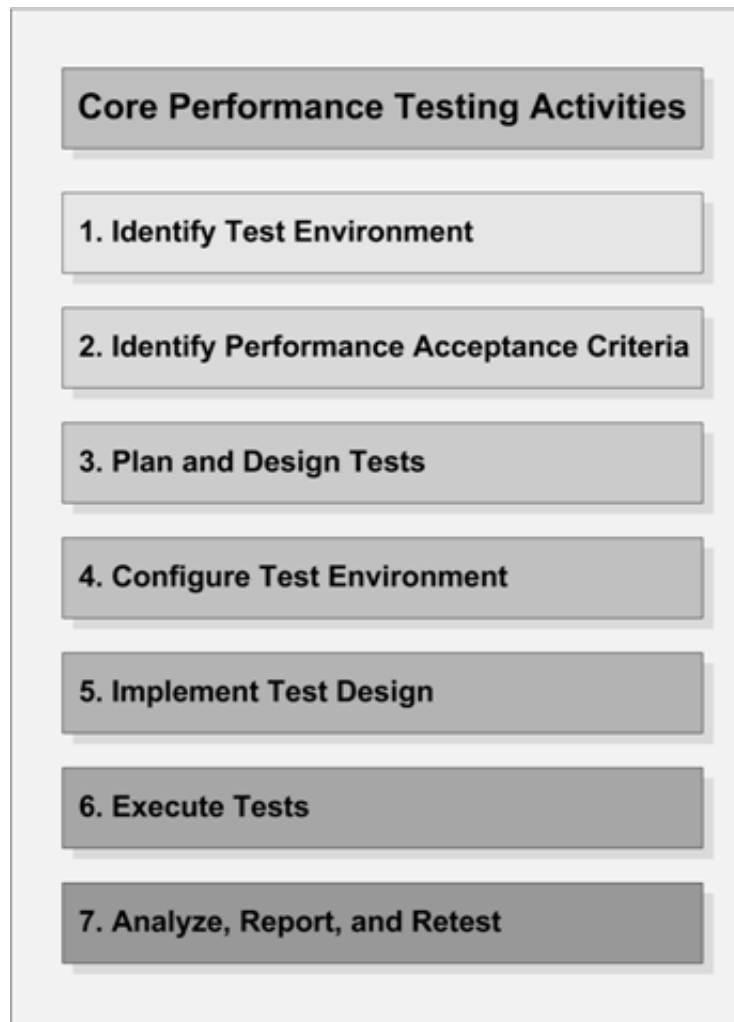 Core Performance Testing Activities
1. Identify Test Environment
2. Identify Performance Acceptance Criteria
3. Plan and Design Tests
4. Configure Test Environment
5. Implement Test Design
6. Execute Tests
7. Analyze, Report, and Retest